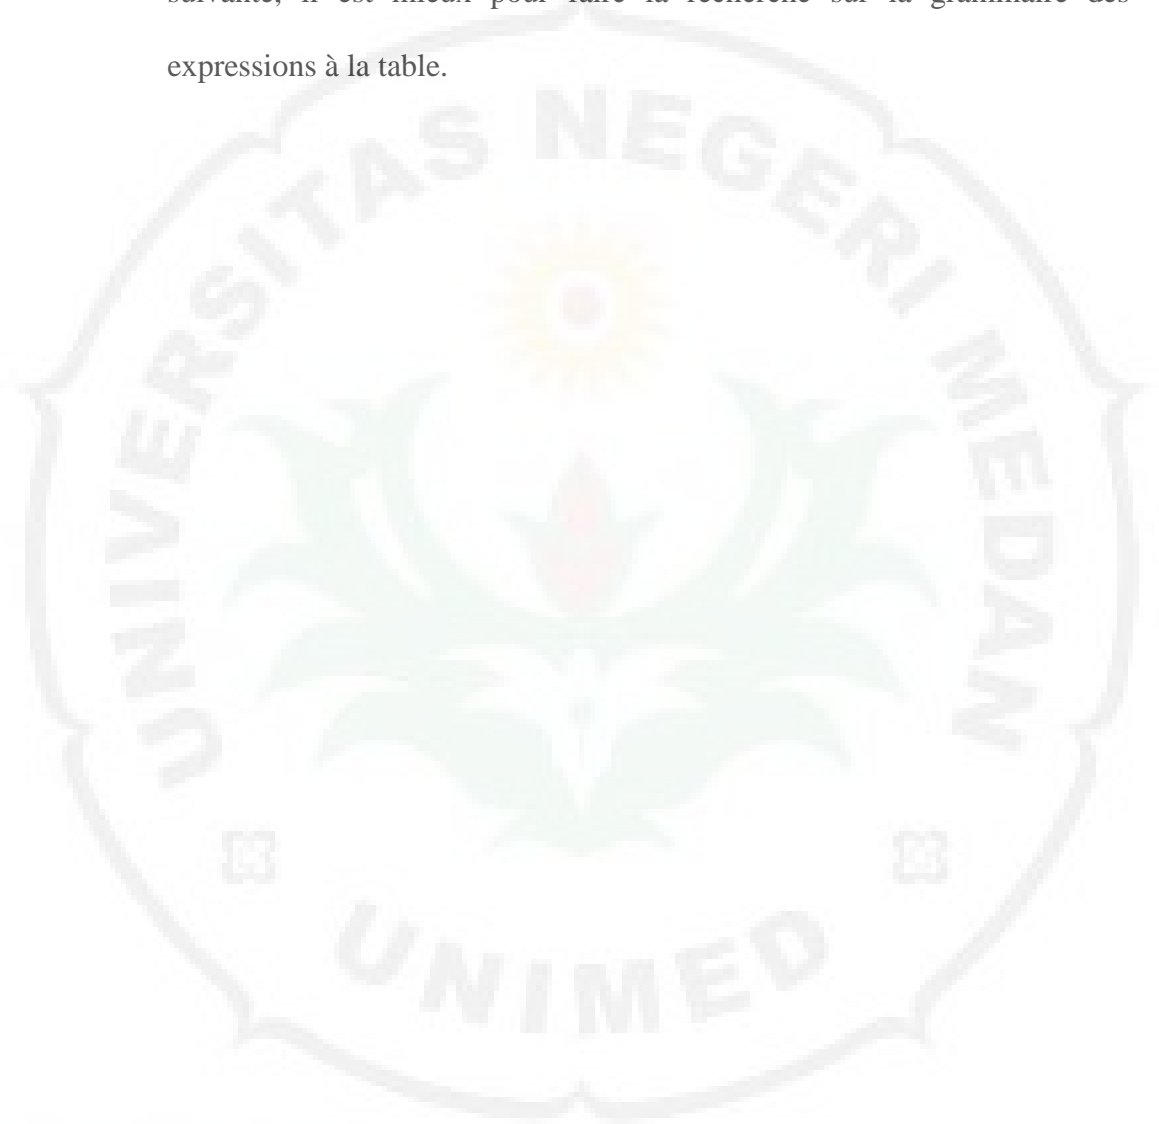 suivante, il est mieux pour faire la recherche sur la grammaire des
expressions à la table.
UNIVERSITAS NEGERI MEDAN
UNIMED